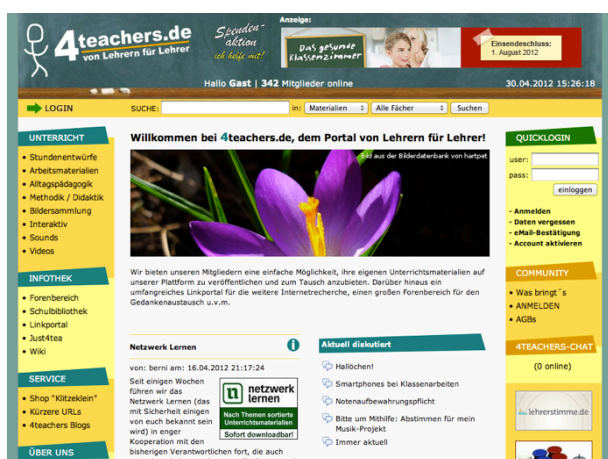 4teachers.de
von Lehrern für Lehrer
Spenden-
aktion
ich helfe mit!
Anzeige:
Das gesunde
Klassenzimmer
Einsendeschluss:
1. August 2012
Hallo Gast | 342 Mitglieder online
30.04.2012 15:26:18
LOGIN
SUCHE:
in: Materialien Alle Fächer Suchen
UNTERRICHT
• Stundenentwürfe
• Arbeitsmaterialien
• Alltagspädagogik
• Methodik / Didaktik
• Bildersammlung
• Interaktiv
• Sounds
• Videos
INFOTHEK
• Forenbereich
• Schulbibliothek
• Linkportal
• Just4tea
• Wiki
SERVICE
• Shop "Klitzeklein"
• Kürzere URLs
• 4teachers Blogs
ÜBER UNS
Willkommen bei 4teachers.de, dem Portal von Lehrern für Lehrer!
Bild aus der Bilderdatenbank von hartpet
Wir bieten unseren Mitgliedern eine einfache Möglichkeit, ihre eigenen Unterrichtsmaterialien auf
unserer Plattform zu veröffentlichen und zum Tausch anzubieten. Darüber hinaus ein
umfangreiches Linkportal für die weitere Internetrecherche, einen großen Forenbereich für den
Gedankenaustausch u.v.m.
Netzwerk Lernen
von: berni am: 16.04.2012 21:17:24
Seit einigen Wochen
führen wir das
Netzwerk Lernen (das
mit Sicherheit einigen
von euch bekannt sein
wird) in enger
Kooperation mit den
bisherigen Verantwortlichen fort, die auch
n netzwerk
lernen
Nach Themen sortierte
Unterrichtsmaterialien
Sofort downloadbar!
Aktuell diskutiert
Hallöchen!
Smartphones bei Klassenarbeiten
Notenaufbewahrungspflicht
Bitte um Mithilfe: Abstimmen für mein
Musik-Projekt
Immer aktuell
QUICKLOGIN
user:
pass:
einloggen
- Anmelden
- Daten vergessen
- eMail-Bestätigung
- Account aktivieren
COMMUNITY
• Was bringt´s
• ANMELDEN
• AGBs
4TEACHERS-CHAT
(0 online)
lehrerstimme.de